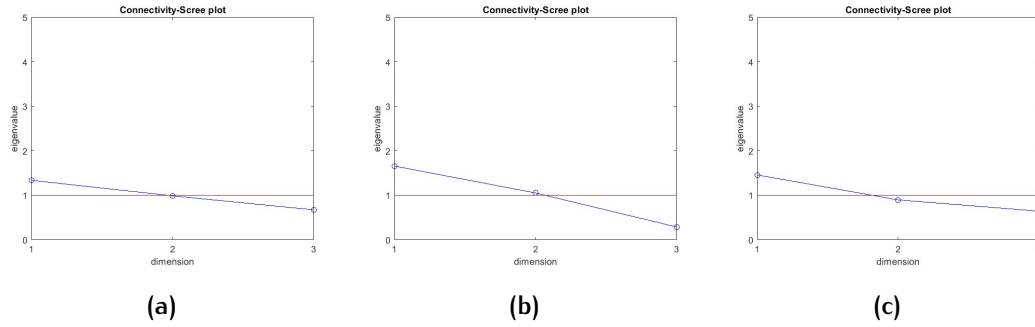 Connectivity-Scree plot
5
4
3
2
1
0
eigenvalue
1
2
3
dimension
(a)
Connectivity-Scree plot
5
4
3
2
1
0
eigenvalue
1
2
3
dimension
(b)
Connectivity-Scree plot
5
4
3
2
1
0
eigenvalue
1
2
dimension
(c)